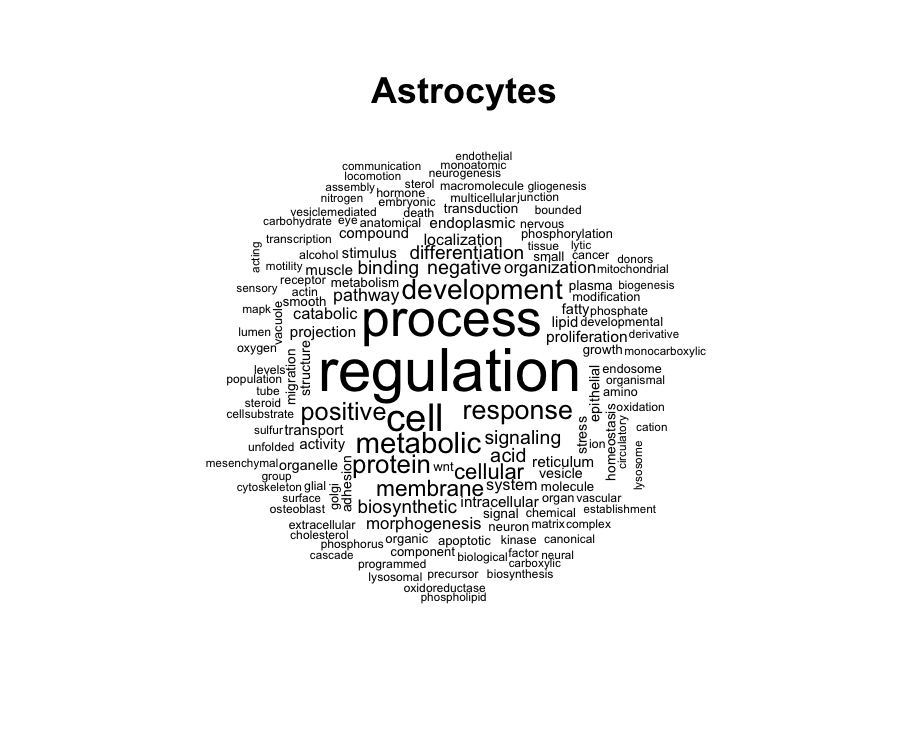 Astrocytes
endothelial
communication monoatomic
locomotion neurogenesis
assembly sterol macromolecule gliogenesis
nitrogen hormone multicellular junction
embryonic
vesiclemediated death transduction bounded
carbohydrate eye anatomical endoplasmic nervous
transcription compound localization phosphorylation
acting alcohol stimulus differentiation tissue lytic
small cancer donors
motility muscle binding negative organization mitochondrial
sensory receptor metabolism development plasma biogenesis
actin pathway modification
mapk vacuole smooth catabolic process fatty phosphate
lumen projection lipid developmental
proliferation derivative
oxygen structure growth monocarboxylic
levels migration regulation epithelial endosome
population organismal
tube amino
steroid positive cell response homeostasis oxidation
cellsubstrate
sulfur transport metabolic signaling stress circulatory cation
unfolded activity acid ion lysosome
mesenchymal organelle protein wnt cellular reticulum
group adhesion vesicle
cytoskeleton glial golgi membrane system molecule
surface biosynthetic intracellular organ vascular
osteoblast signal chemical establishment
extracellular morphogenesis neuron matrix complex
cholesterol
phosphorus organic apoptotic kinase canonical
cascade component biological factor neural
programmed carboxylic
lysosomal precursor biosynthesis
oxidoreductase
phospholipid